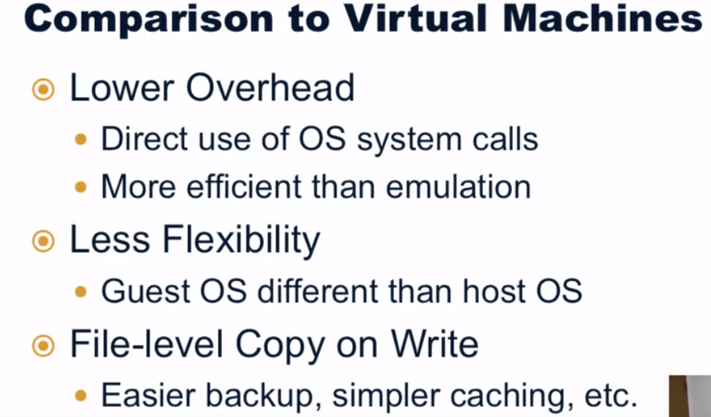 Comparison to Virtual Machines
Lower Overhead
Direct use of OS system calls
More efficient than emulation
Less Flexibility
Guest OS different than host OS
File-level Copy on Write
Easier backup, simpler caching, etc.